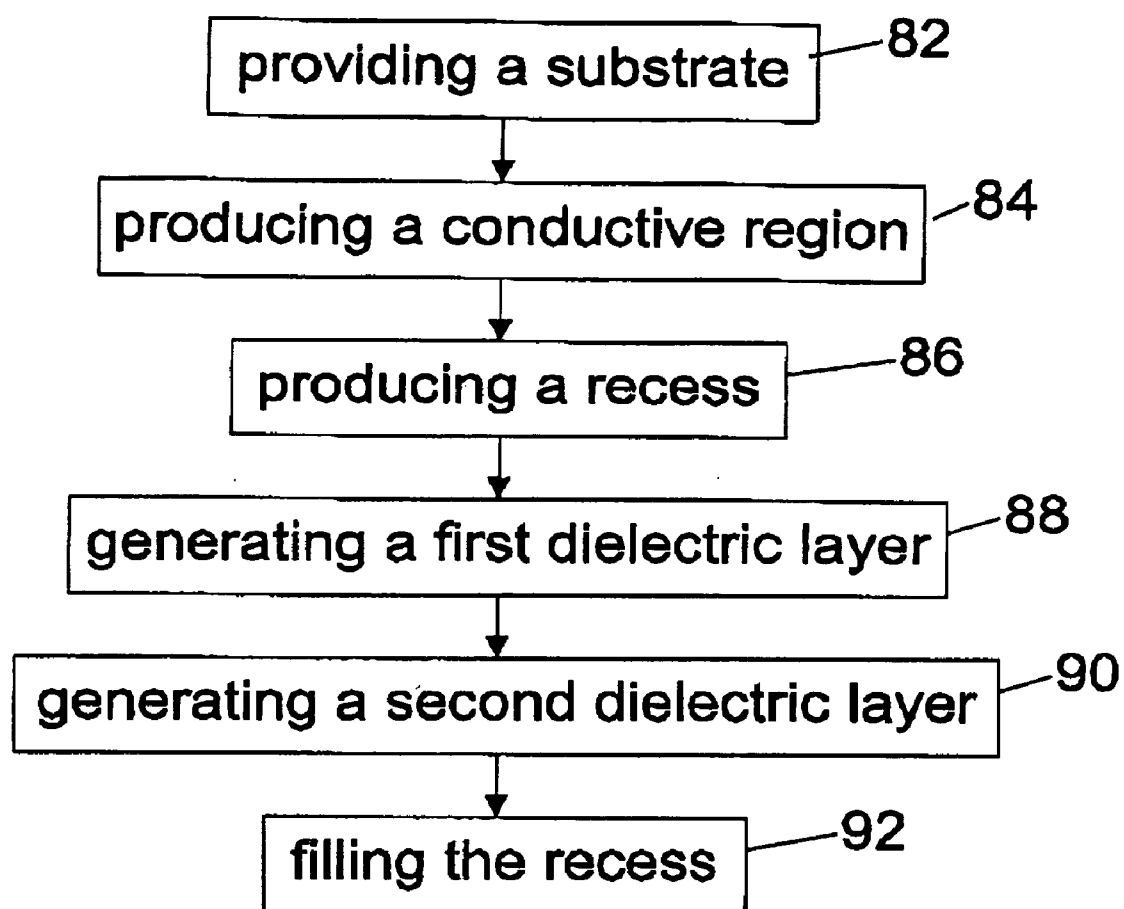 providing a substrate
82
producing a conductive region
84
producing a recess
86
generating a first dielectric layer
88
generating a second dielectric layer
90
filling the recess
92